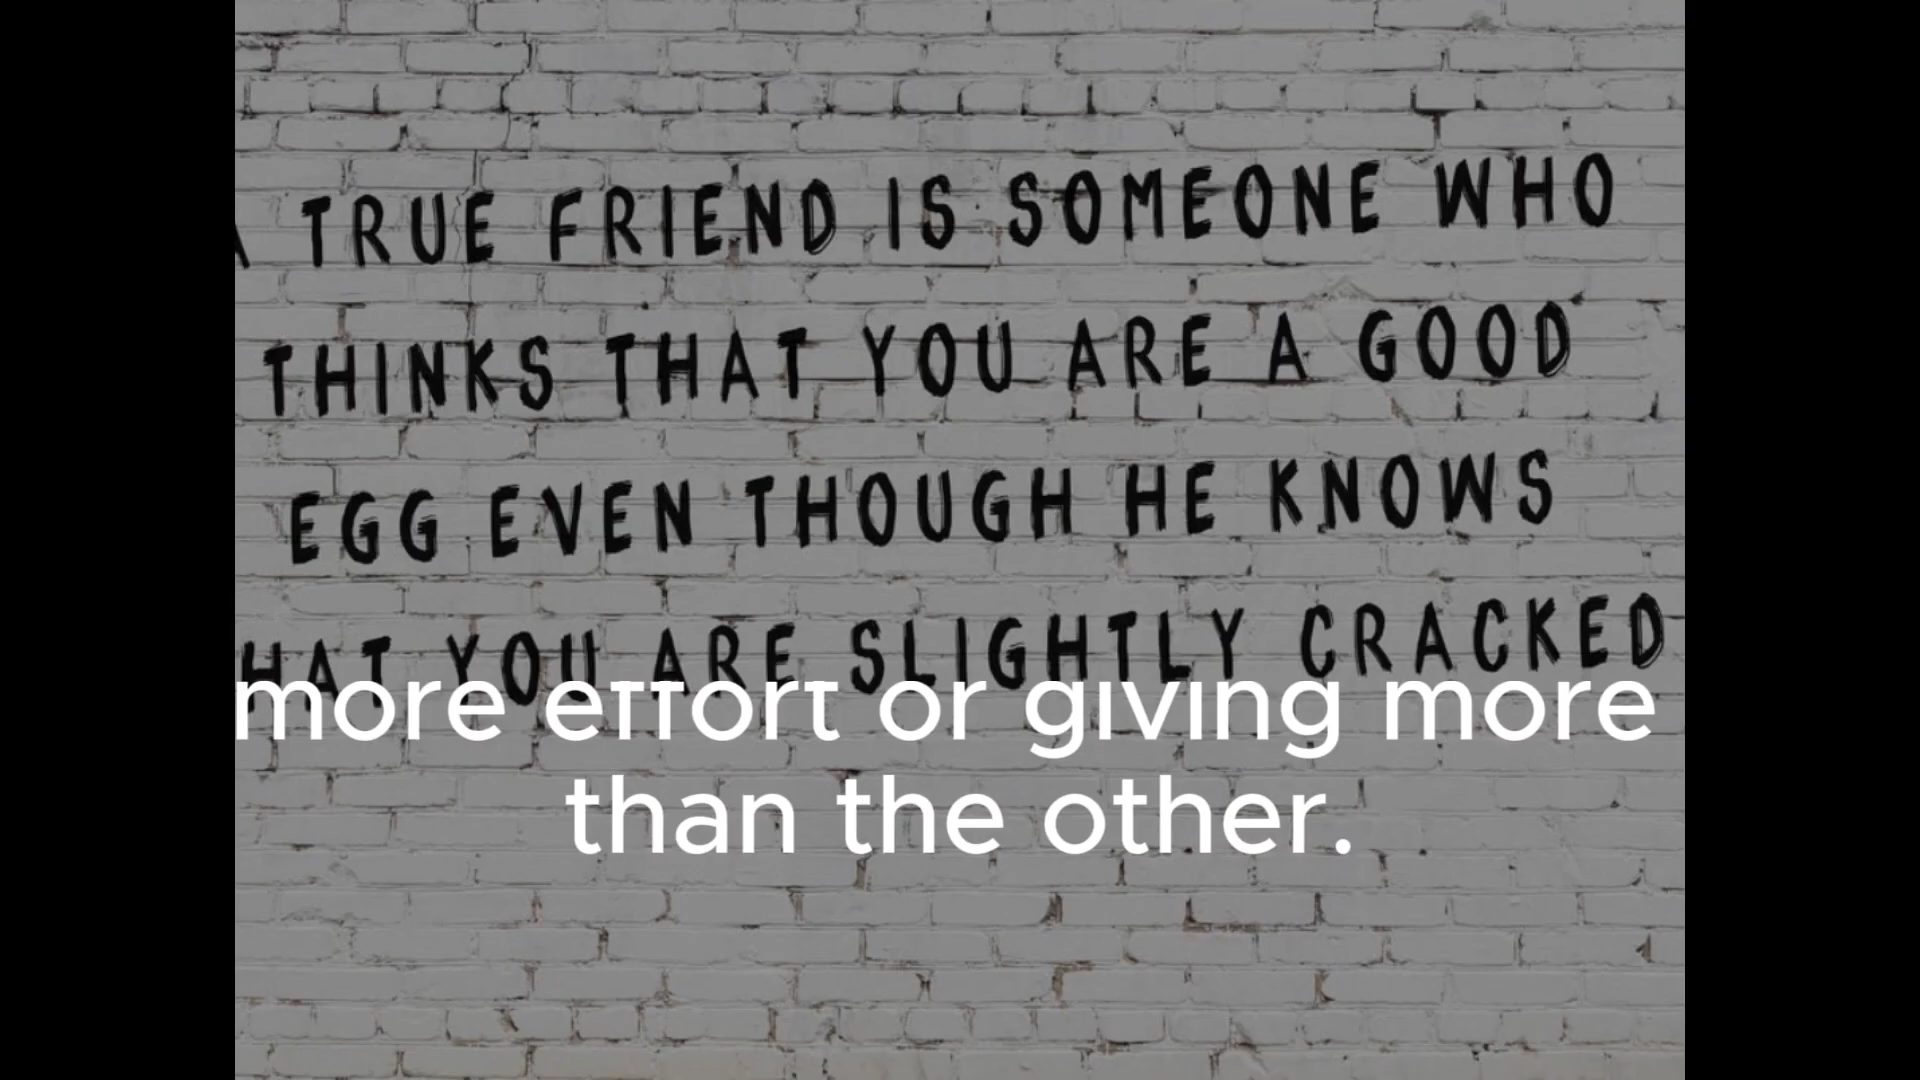 A TRUE FRIEND IS SOMEONE WHO
THINKS THAT YOU ARE A GOOD
EGG EVEN THOUGH HE KNOWS
HAT YOU ARE SLIGHTLY CRACKED
more effort or giving more
than the other.